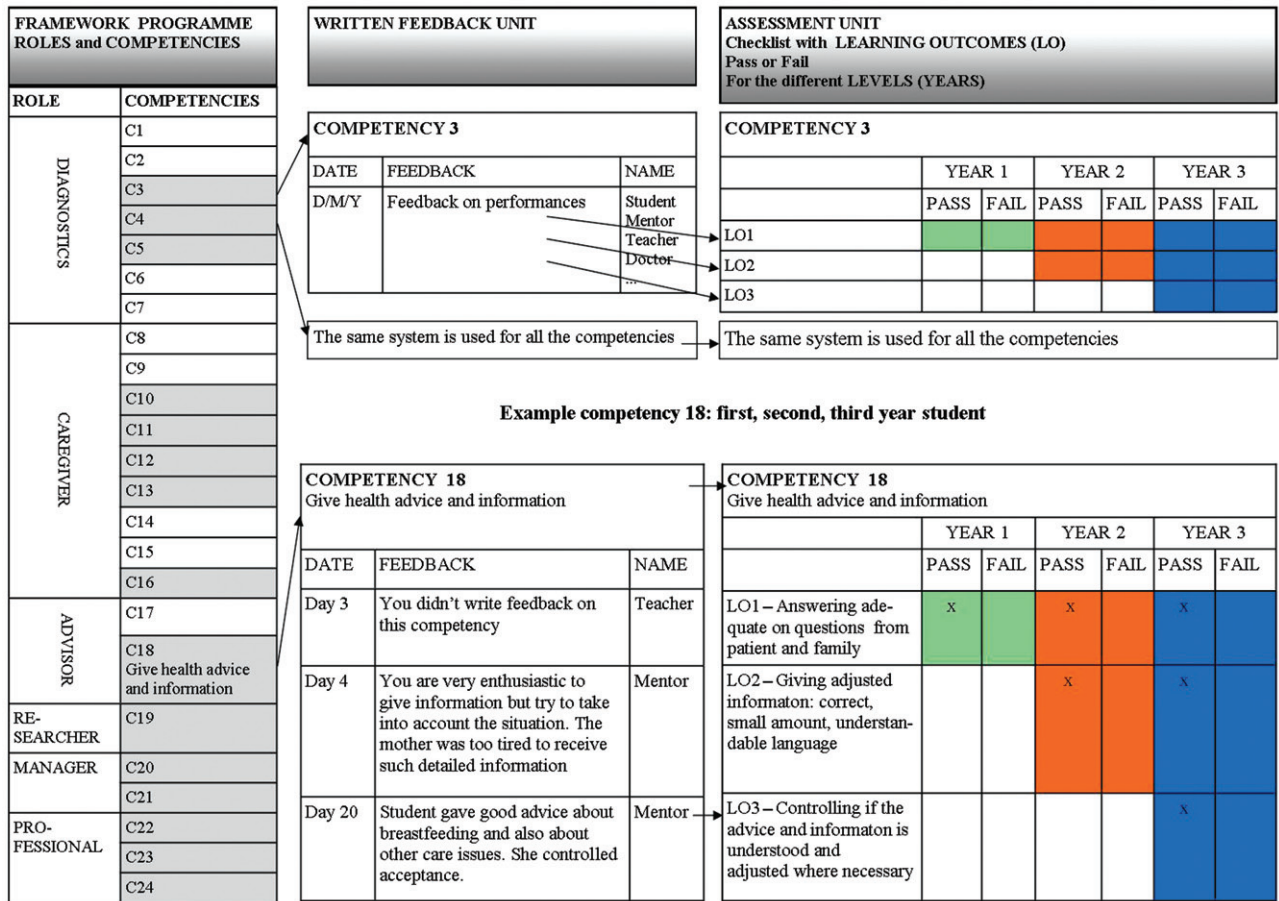 FRAMEWORK PROGRAMME
ROLES and COMPETENCIES
ROLE COMPETENCIES
DIAGNOSTICS
C1
C2
C3
C4
C5
C6
C7
CAREGIVER
C8
C9
C10
C11
C12
C13
C14
C15
C16
ADVISOR
C17
C18
Give health advice
and information
RE-
SEARCHER
C19
MANAGER
C20
C21
PRO-
FESSIONAL
C22
C23
C24
WRITTEN FEEDBACK UNIT
COMPETENCY 3
DATE FEEDBACK NAME
D/M/Y Feedback on performances Student
Mentor
Teacher
Doctor
...
The same system is used for all the competencies
ASSESSMENT UNIT
Checklist with LEARNING OUTCOMES (LO)
Pass or Fail
For the different LEVELS (YEARS)
COMPETENCY 3
YEAR 1 YEAR 2 YEAR 3
PASS FAIL PASS FAIL PASS FAIL
LO1
LO2
LO3
The same system is used for all the competencies
Example competency 18: first, second, third year student
COMPETENCY 18
Give health advice and information
DATE FEEDBACK NAME
Day 3 You didn't write feedback on Teacher
this competency
Day 4 You are very enthusiastic to Mentor
give information but try to take
into account the situation. The
mother was too tired to receive
such detailed information
Day 20 Student gave good advice about Mentor
breastfeeding and also about
other care issues. She controlled
acceptance.
COMPETENCY 18
Give health advice and information
YEAR 1 YEAR 2 YEAR 3
PASS FAIL PASS FAIL PASS FAIL
LO1 – Answering ade- x x x
quate on questions from
patient and family
LO2 – Giving adjusted x x
informaton: correct,
small amount, understan-
dable language
LO3 – Controlling if the x
advice and informaton is
understood and
adjusted where necessary